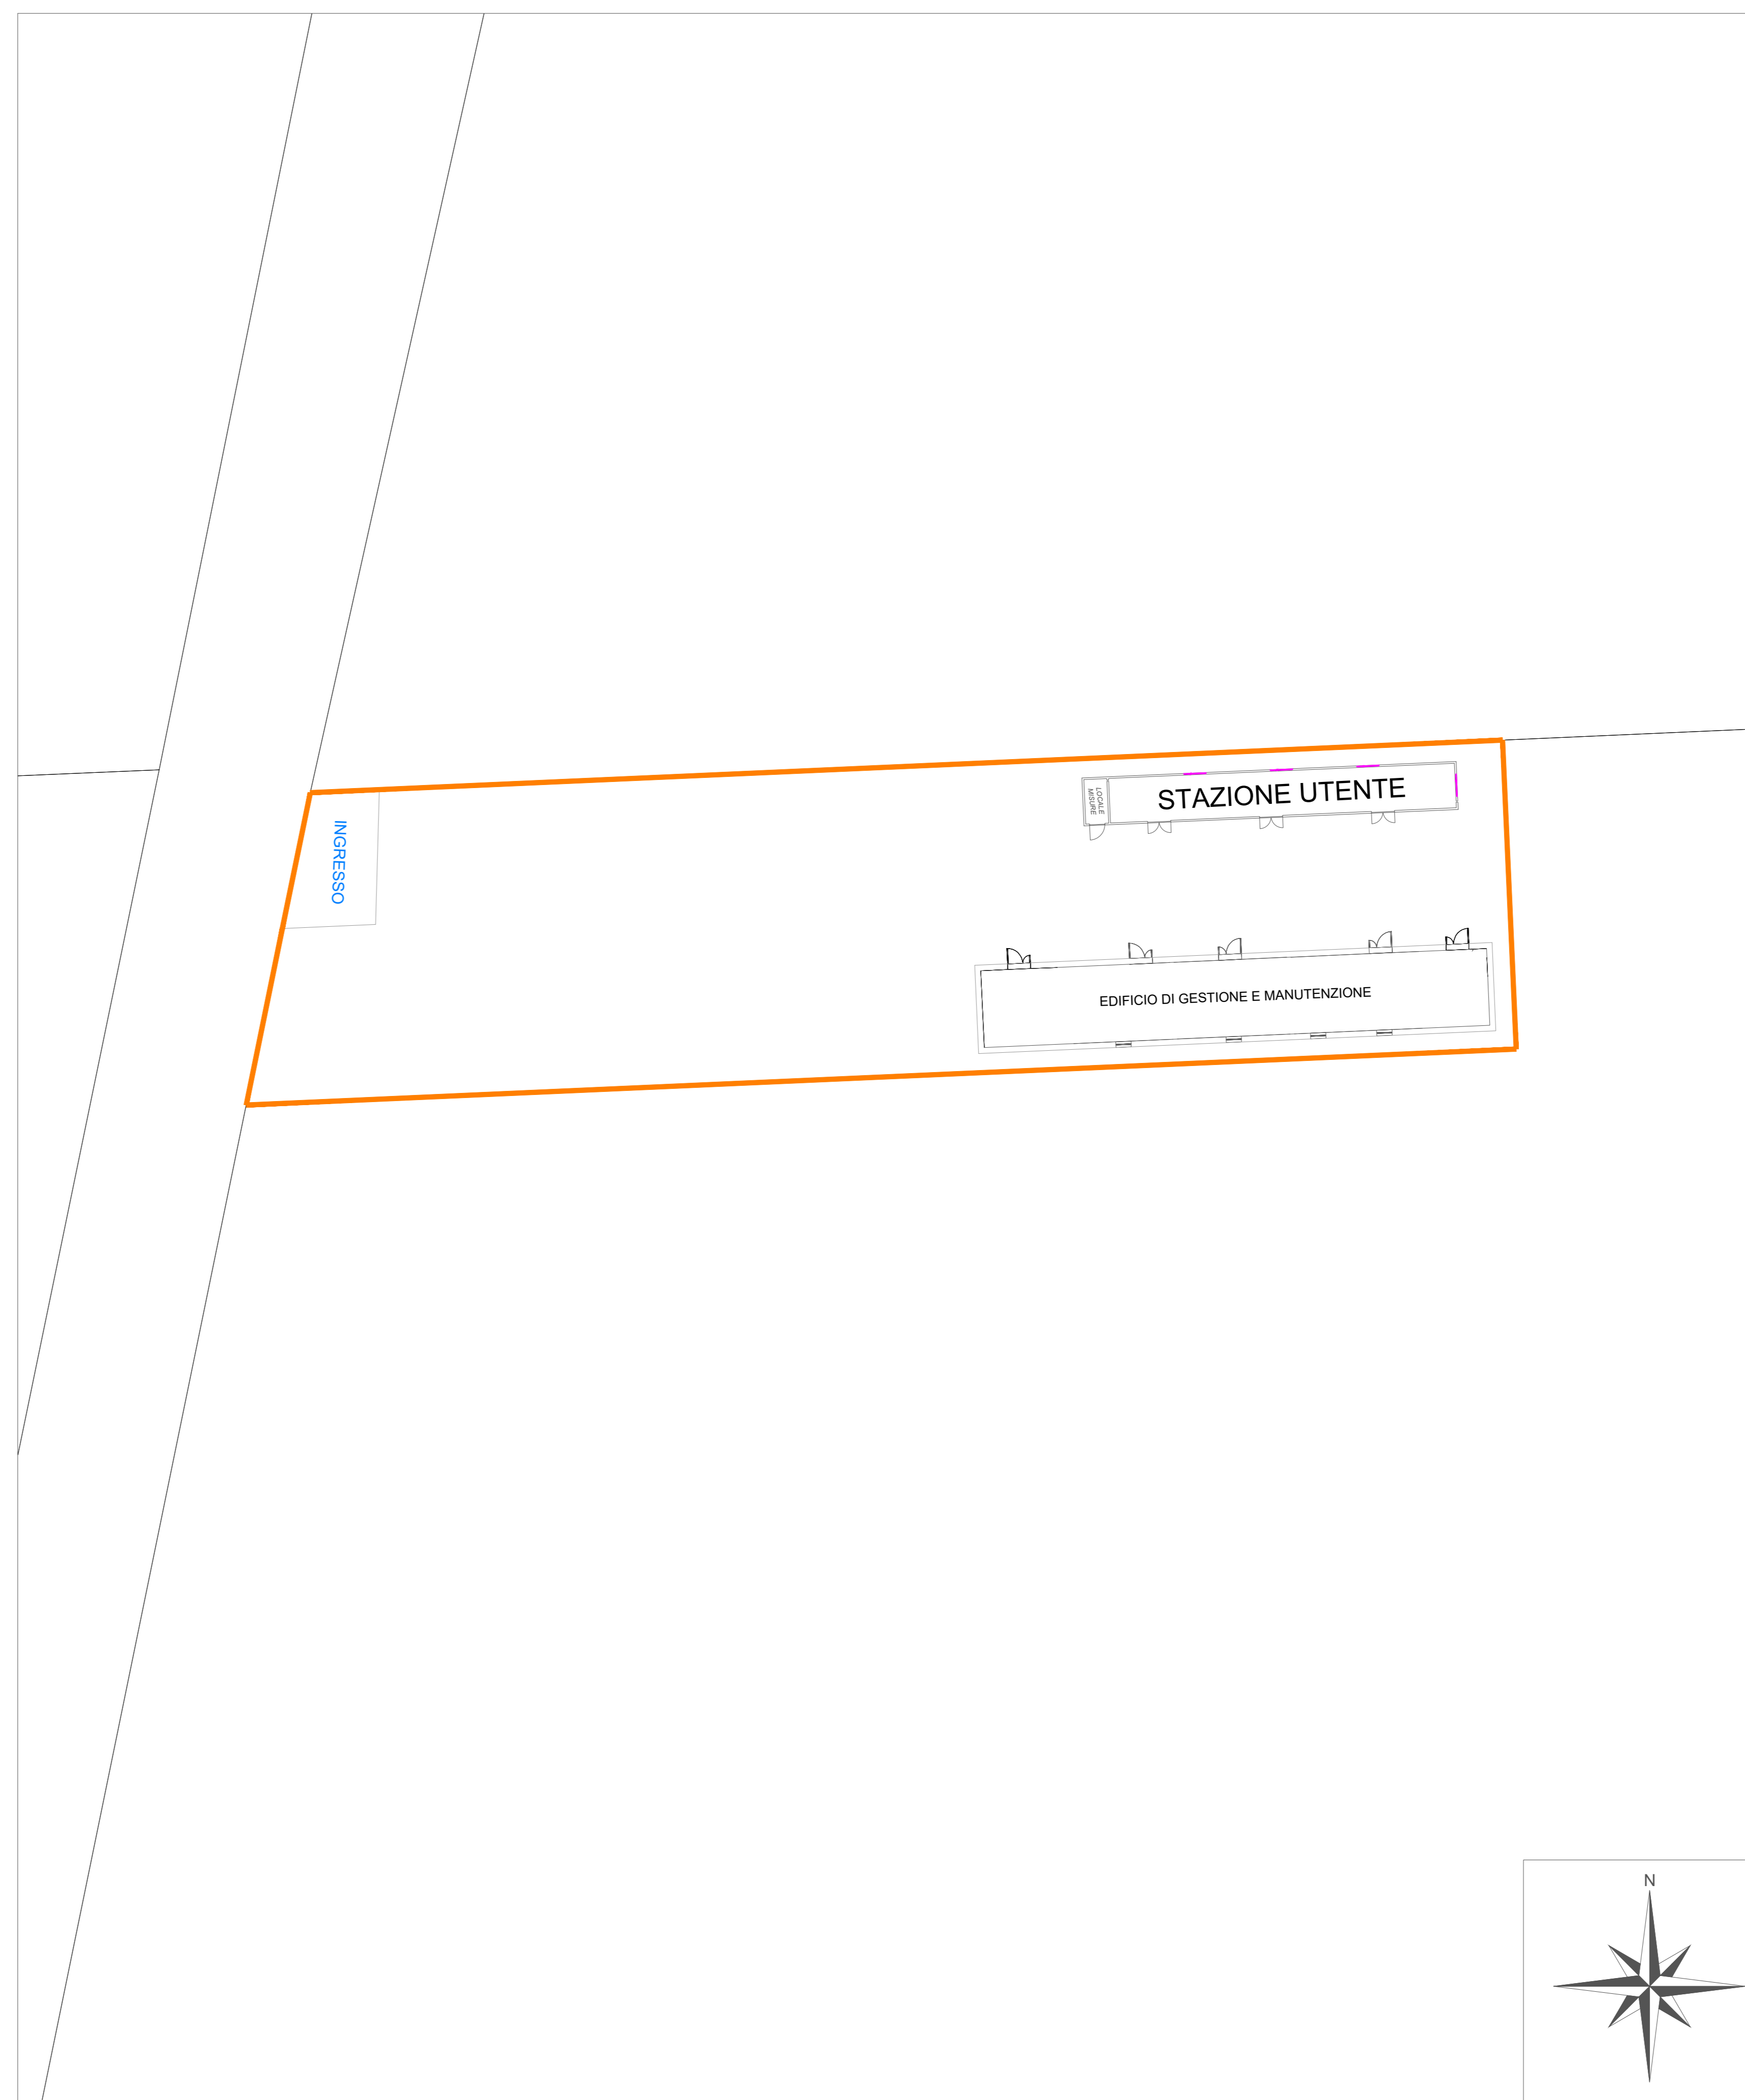 STAZIONE UTENTE
LOCALE
MISURE
INGRESSO
EDIFICIO DI GESTIONE E MANUTENZIONE
N